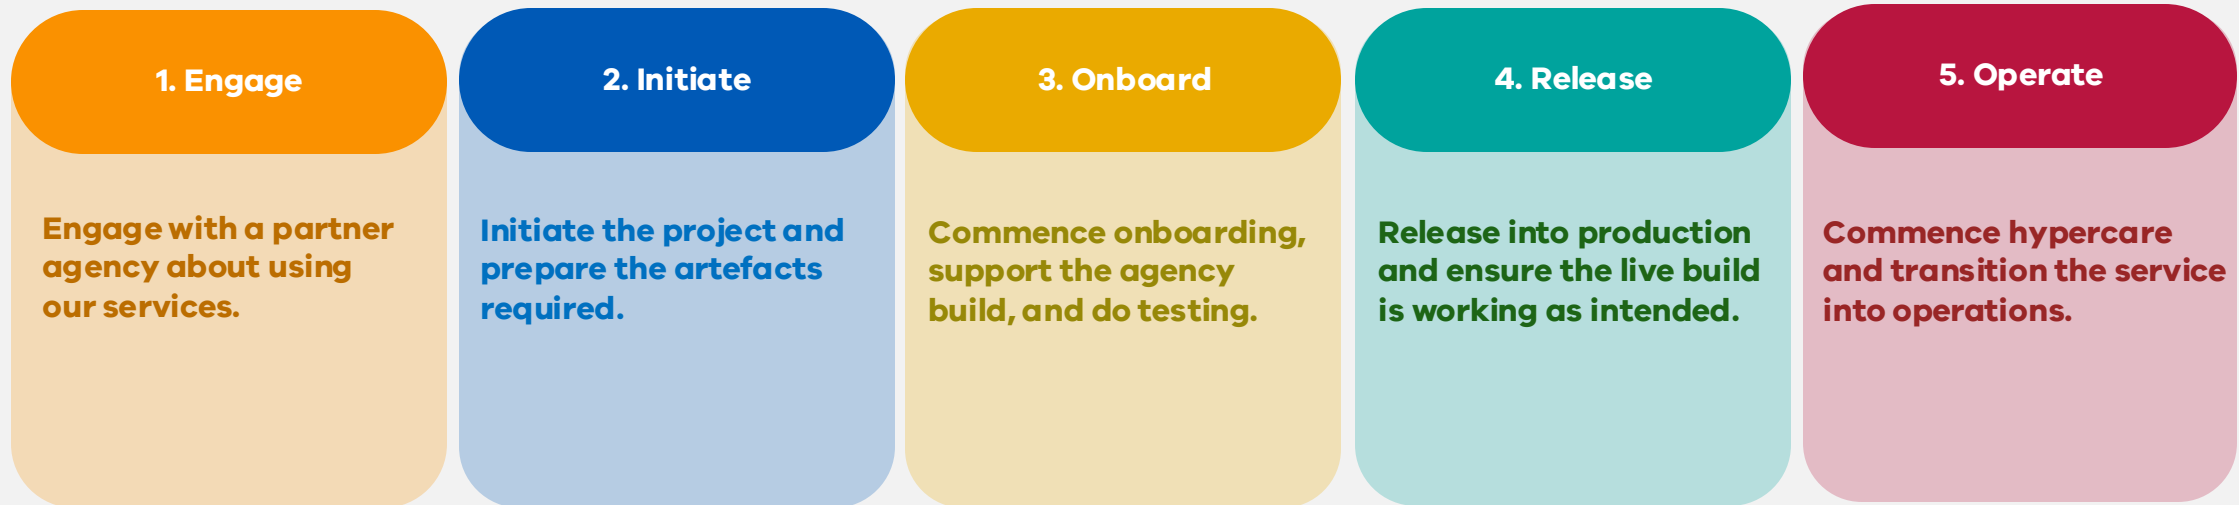 1. Engage
Engage with a partner
agency about using
our services.
2. Initiate
Initiate the project and
prepare the artefacts
required.
3. Onboard
Commence onboarding,
support the agency
build, and do testing.
4. Release
Release into production
and ensure the live build
is working as intended.
5. Operate
Commence hypercare
and transition the service
into operations.